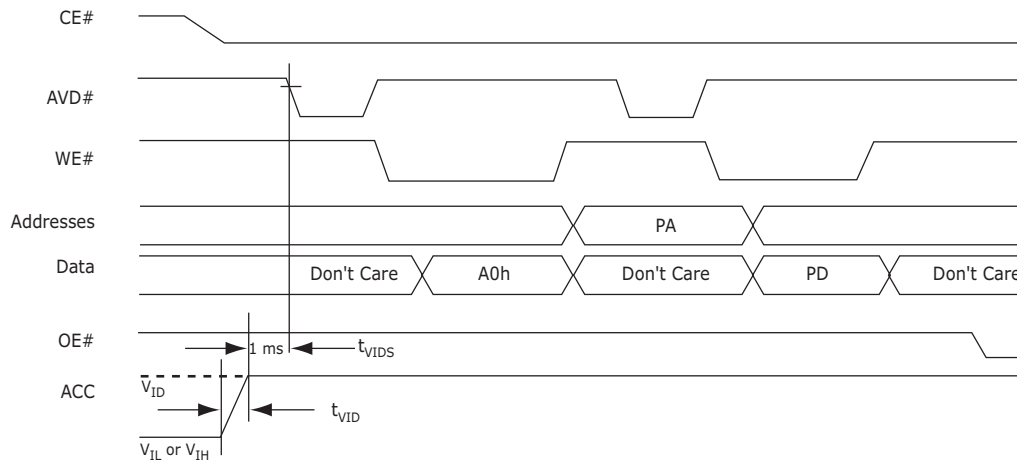 CE#
AVD#
WE#
Addresses
PA
Data
Don't Care
A0h
Don't Care
PD
Don't Care
OE#
1 ms
tVIDS
ACC
VID
tVID
VIL or VIH